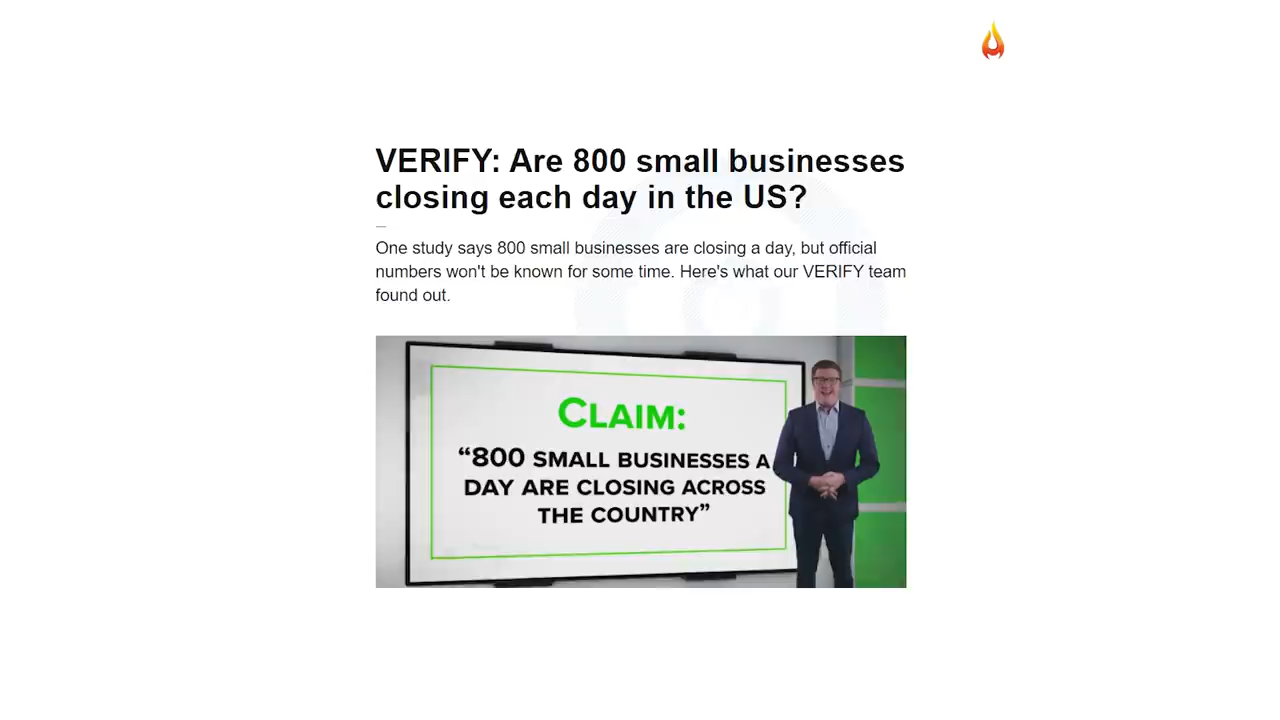 VERIFY: Are 800 small businesses
closing each day in the US?
One study says 800 small businesses are closing a day, but official
numbers won't be known for some time. Here's what our VERIFY team
found out.
CLAIM:
“800 SMALL BUSINESSES A
DAY ARE CLOSING ACROSS
THE COUNTRY”